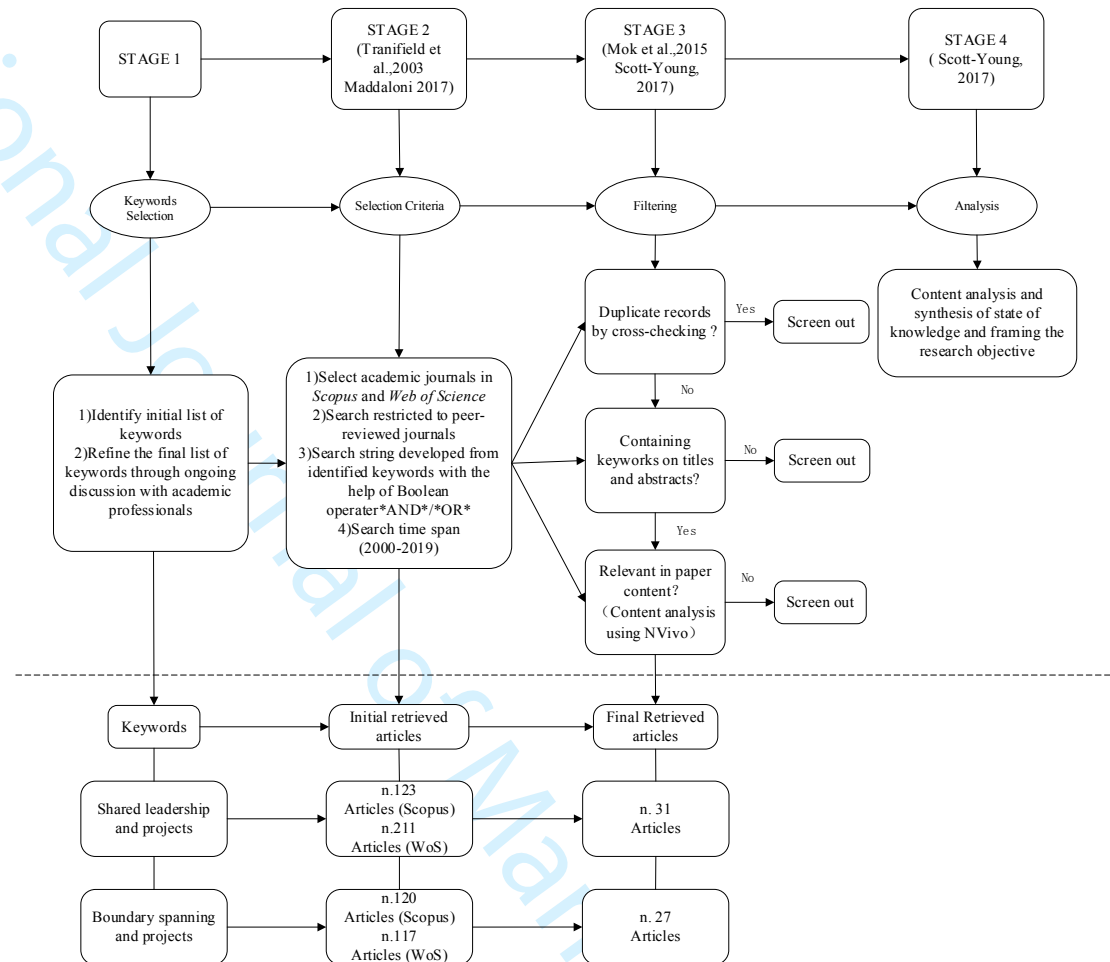 STAGE 1
STAGE 2
(Tranifield et
al.,2003
Maddaloni 2017)
STAGE 3
(Mok et al.,2015
Scott-Young,
2017)
STAGE 4
( Scott-Young,
2017)
Keywords
Selection
Selection Criteria
Filtering
Analysis
1)Identify initial list of
keywords
2)Refine the final list of
keywords through ongoing
discussion with academic
professionals
1)Select academic journals in
Scopus and Web of Science
2)Search restricted to peer-
reviewed journals
3)Search string developed from
identified keywords with the
help of Boolean
operater*AND*/*OR*
4)Search time span
(2000-2019)
Duplicate records
by cross-checking ?
Yes
Screen out
No
Containing
keyworks on titles
and abstracts?
No
Screen out
Yes
Relevant in paper
content?
（Content analysis
using NVivo）
No
Screen out
Content analysis and
synthesis of state of
knowledge and framing the
research objective
Keywords
Initial retrieved
articles
Final Retrieved
articles
Shared leadership
and projects
n.123
Articles (Scopus)
n.211
Articles (WoS)
n. 31
Articles
Boundary spanning
and projects
n.120
Articles (Scopus)
n.117
Articles (WoS)
n. 27
Articles
onal Journal of Man